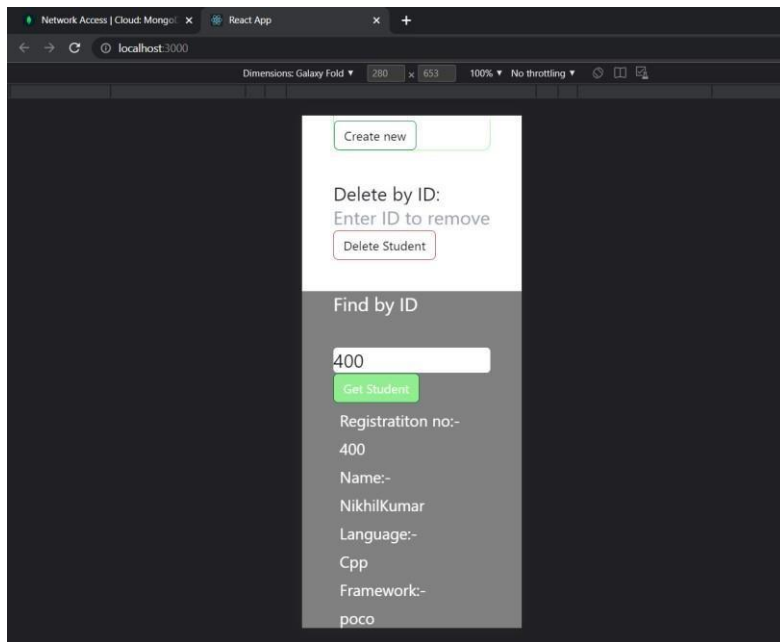 Network Access | Cloud: Mongo
React App
localhost:3000
Dimensions: Galaxy Fold ▼ 280 × 653 100% ▼ No throttling ▼
Create new
Delete by ID:
Enter ID to remove
Delete Student
Find by ID
400
Get Student
Registratiton no:-
400
Name:-
NikhilKumar
Language:-
Cpp
Framework:-
poco